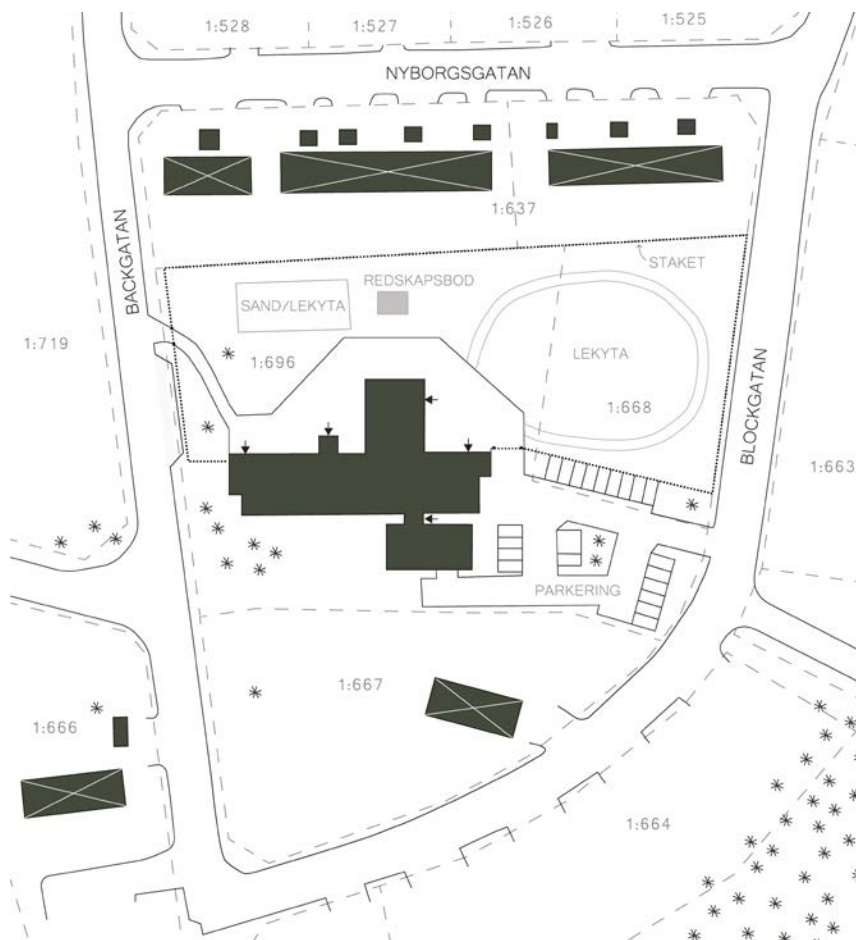 1:528
1:527
1:526
1:525
NYBORGSGATAN
1:637
BACKGATAN
STAKET
REDSKAPSBOD
SAND/LEKYTA
1:719
LEKYTA
1:696
1:668
BLOCKGATAN
1:663
PARKERING
1:667
1:666
1:664